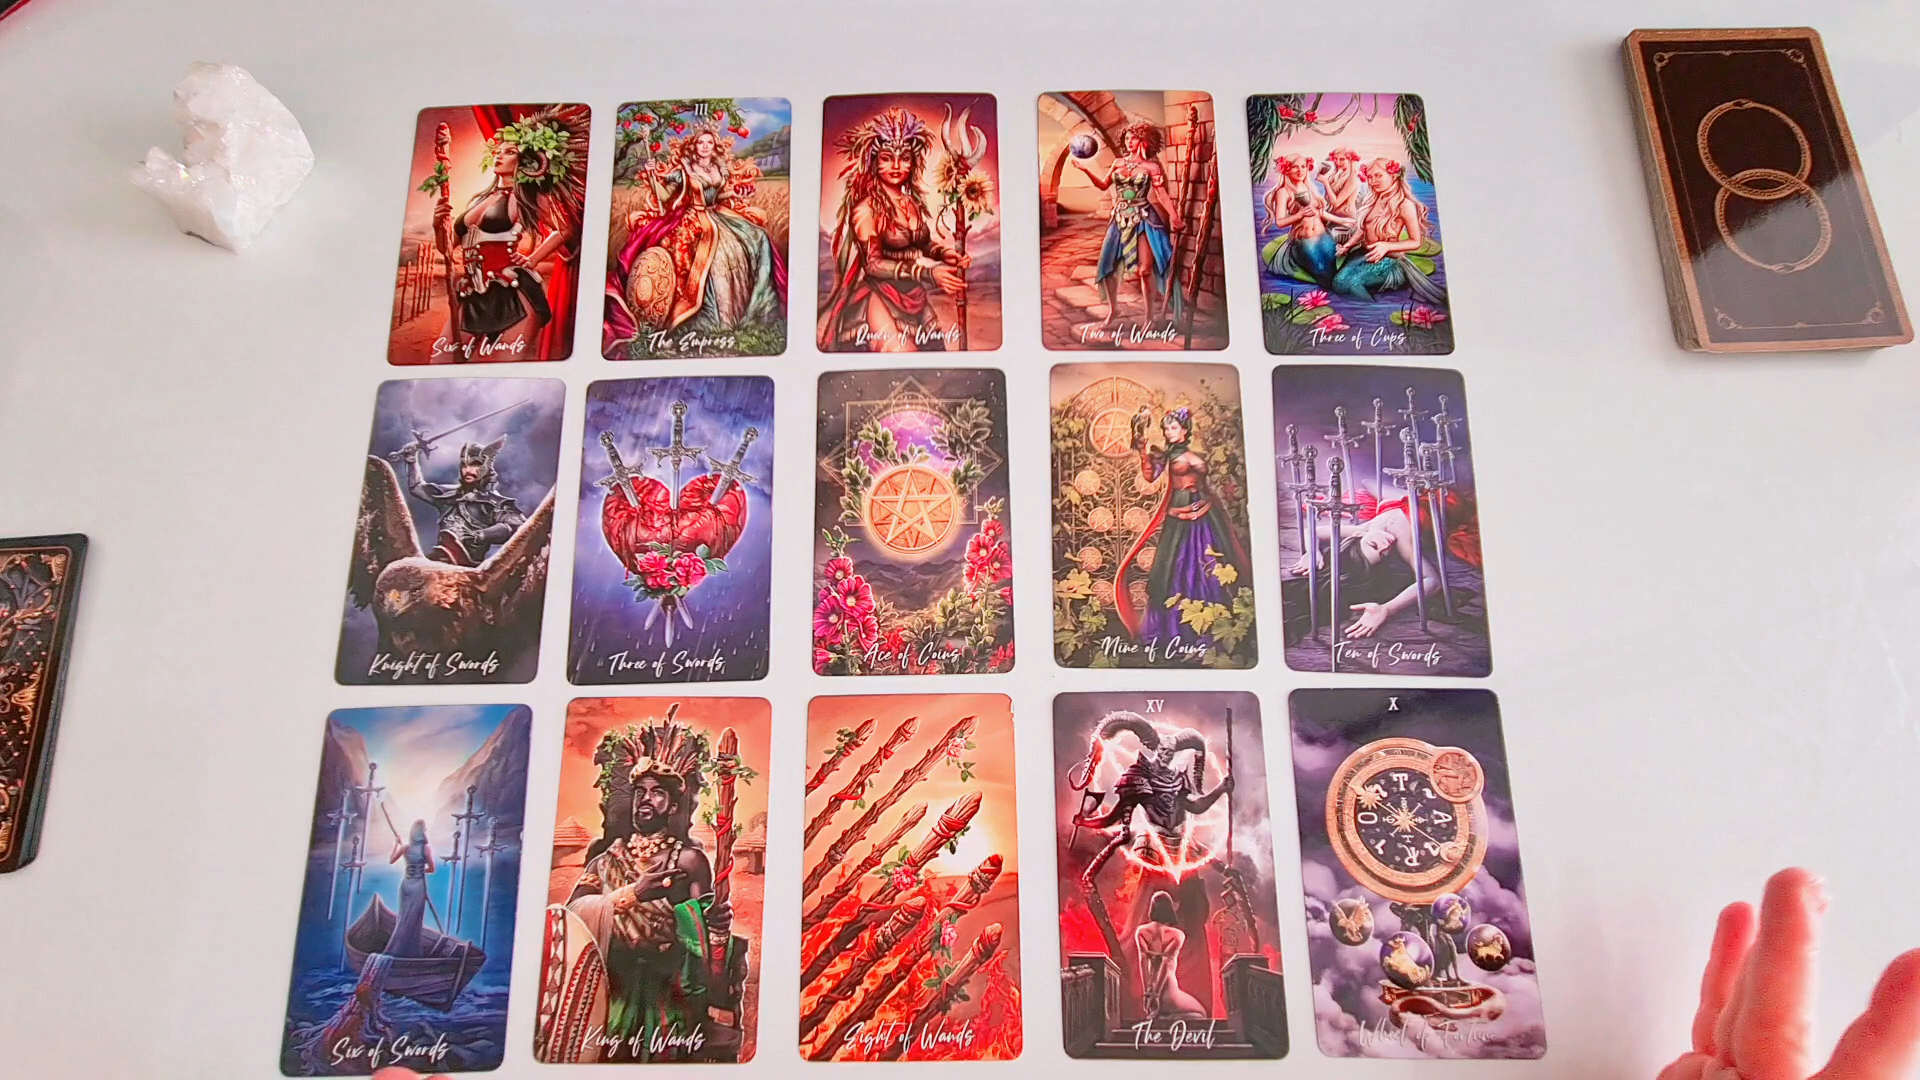 Six of Wands
III
The Empress
Queen of Wands
Two of Wands
Three of Cups
Knight of Swords
Three of Swords
Ace of Coins
Nine of Coins
Ten of Swords
Six of Swords
King of Wands
Eight of Wands
XV
The Devil
X
T
A
R
O
Wheel of Fortune